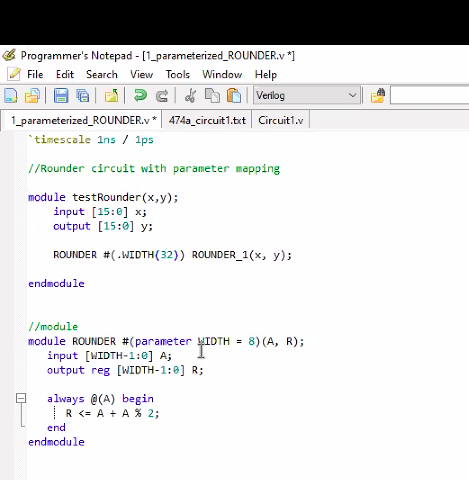 Programmer's Notepad - [1_parameterized_ROUNDER.v *]
File Edit Search View Tools Window Help
Verilog
1_parameterized_ROUNDER.v * 474a_circuit1.txt Circuit1.v
`timescale 1ns / 1ps
//Rounder circuit with parameter mapping
module testRounder(x,y);
input [15:0] x;
output [15:0] y;
ROUNDER #(.WIDTH(32)) ROUNDER_1(x, y);
endmodule
//module
module ROUNDER #(parameter WIDTH = 8)(A, R);
input [WIDTH-1:0] A;
output reg [WIDTH-1:0] R;
always @(A) begin
R <= A + A % 2;
end
endmodule